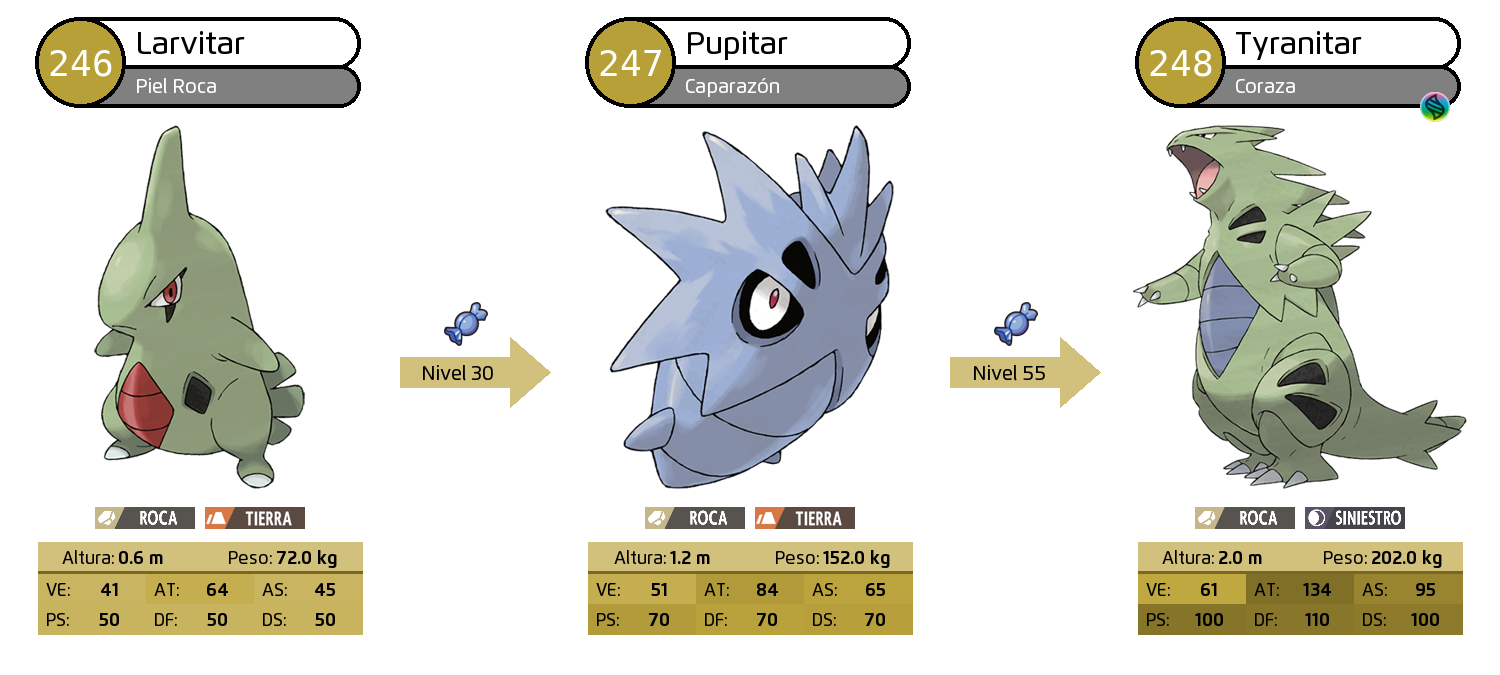 246 Larvitar
Piel Roca
247 Pupitar
Caparazón
248 Tyranitar
Coraza
Nivel 30
Nivel 55
ROCA TIERRA
ROCA TIERRA
ROCA SINIESTRO
Altura: 0.6 m Peso: 72.0 kg
VE: 41 AT: 64 AS: 45
PS: 50 DF: 50 DS: 50
Altura: 1.2 m Peso: 152.0 kg
VE: 51 AT: 84 AS: 65
PS: 70 DF: 70 DS: 70
Altura: 2.0 m Peso: 202.0 kg
VE: 61 AT: 134 AS: 95
PS: 100 DF: 110 DS: 100